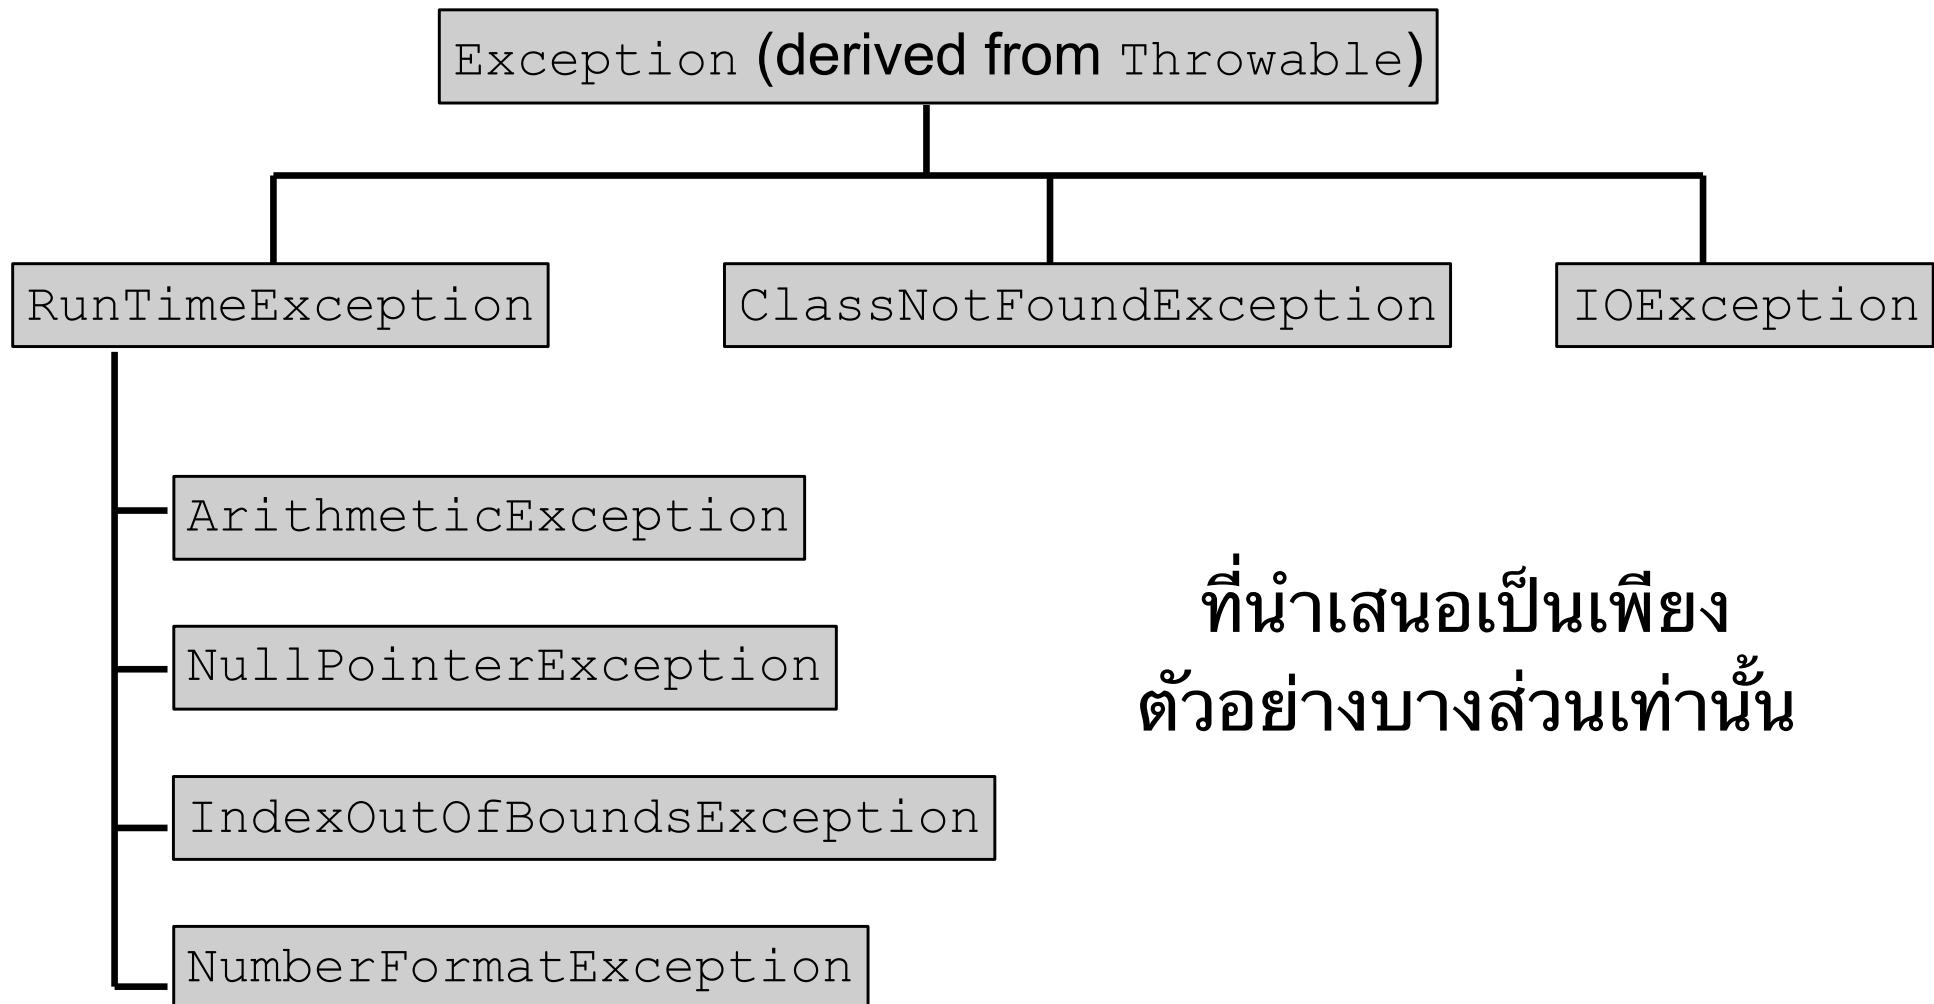 Exception (derived from Throwable)
RunTimeException
ClassNotFoundException
IOException
ArithmeticException
NullPointerException
IndexOutOfBoundsException
NumberFormatException
ที่นำเสนอเป็นเพียง
ตัวอย่างบางส่วนเท่านั้น